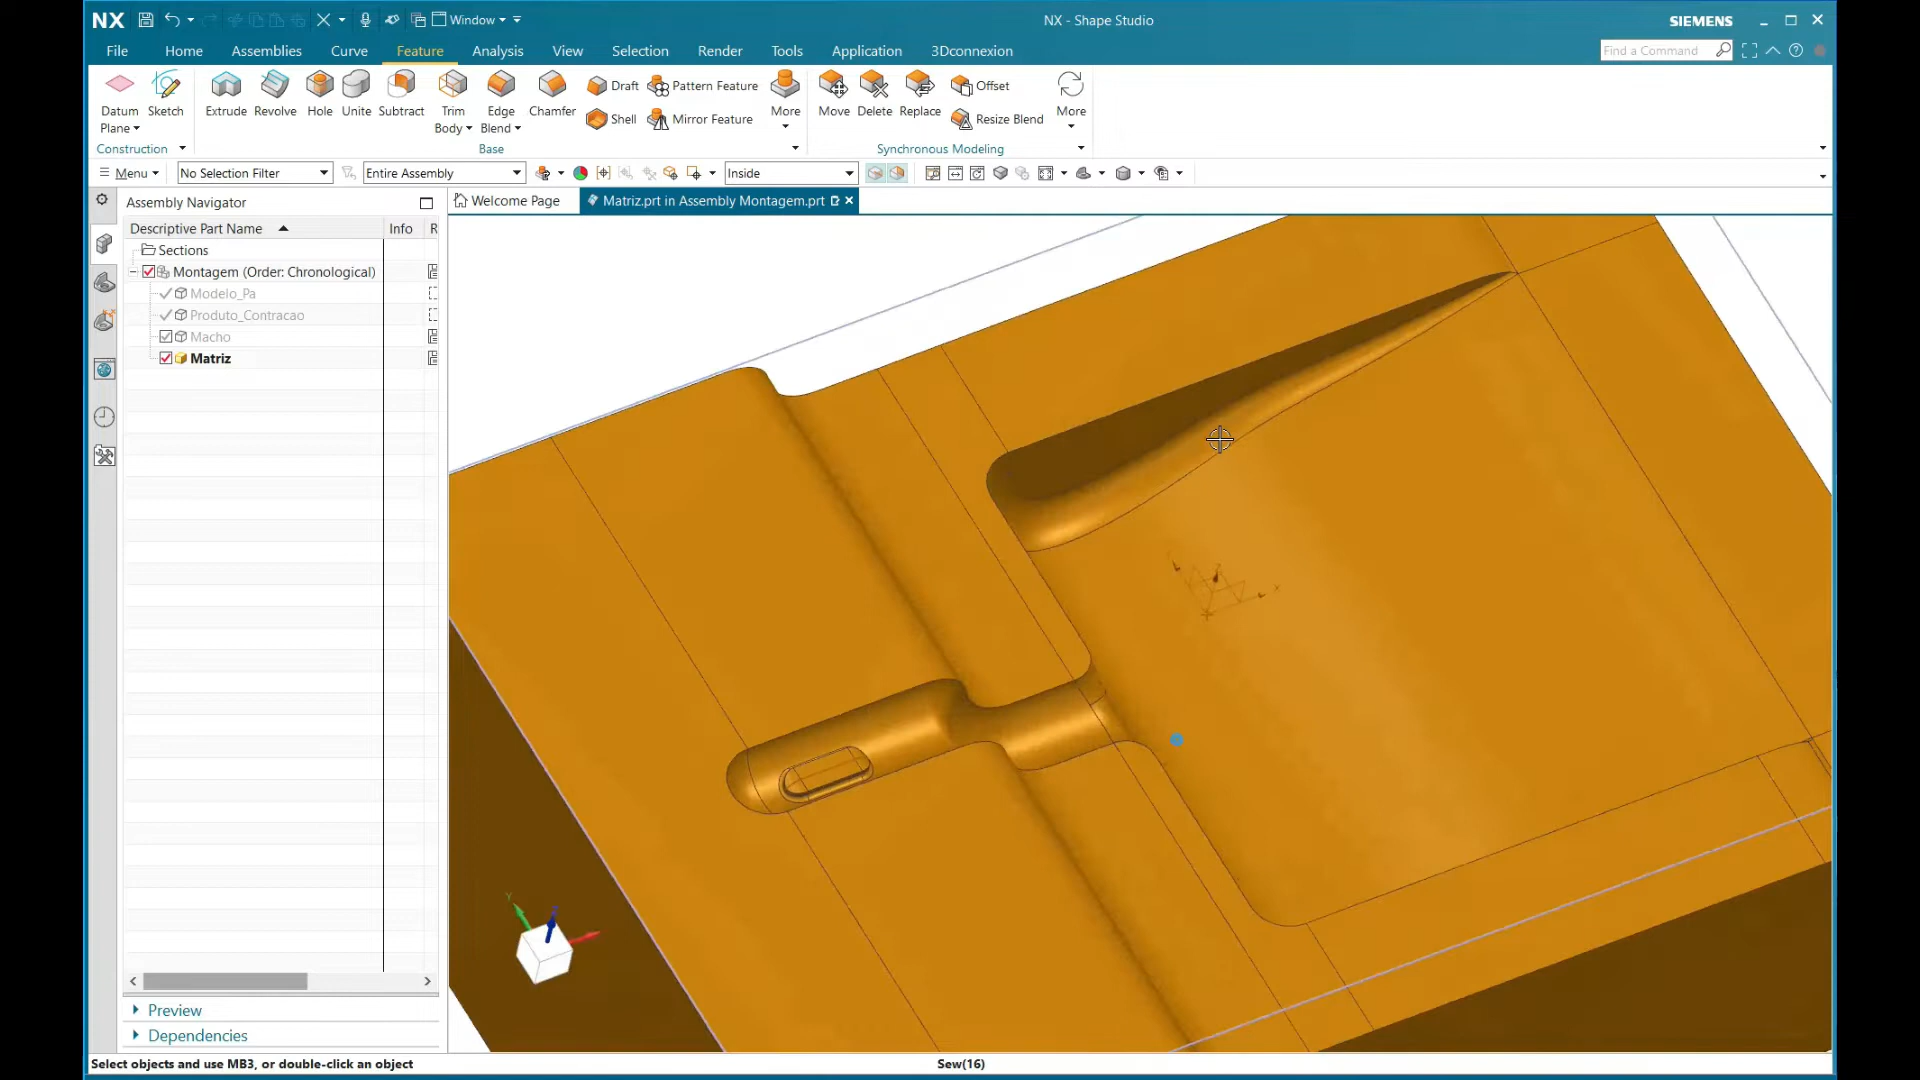 NX Window NX - Shape Studio SIEMENS
File Home Assemblies Curve Feature Analysis View Selection Render Tools Application 3Dconnexion Find a Command
Datum Plane Sketch Extrude Revolve Hole Unite Subtract Trim Body Edge Blend Chamfer Draft Shell Pattern Feature Mirror Feature More Move Delete Replace Offset Resize Blend More
Construction Base Synchronous Modeling
Menu No Selection Filter Entire Assembly Inside
Assembly Navigator Welcome Page Matriz.prt in Assembly Montagem.prt
Descriptive Part Name Info R
Sections
Montagem (Order: Chronological)
Modelo_Pa
Produto_Contracao
Macho
Matriz
Preview
Dependencies
Select objects and use MB3, or double-click an object Sew(16)